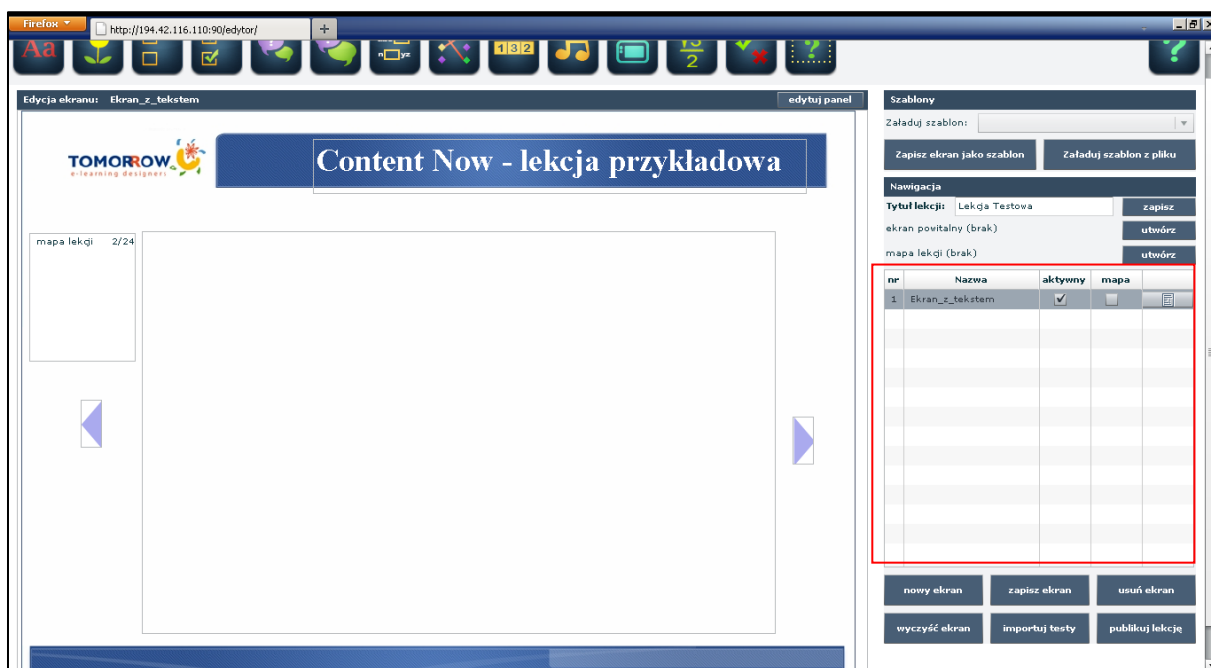 Firefox
http://194.42.116.110:90/edytor/
+
Aa
1 3 2
2
?
?
Edycja ekranu: Ekran_z_tekstem
edytuj panel
TOMORROW
e-learning designers
Content Now - lekcja przykładowa
mapa lekcji 2/24
Szablony
Załaduj szablon:
Zapisz ekran jako szablon
Załaduj szablon z pliku
Nawigacja
Tytuł lekcji: Lekcja Testowa
zapisz
ekran powitalny (brak)
utwórz
mapa lekcji (brak)
utwórz
nr Nazwa aktywny mapa
1 Ekran_z_tekstem
nowy ekran
zapisz ekran
usuń ekran
wyczyść ekran
importuj testy
publikuj lekcję